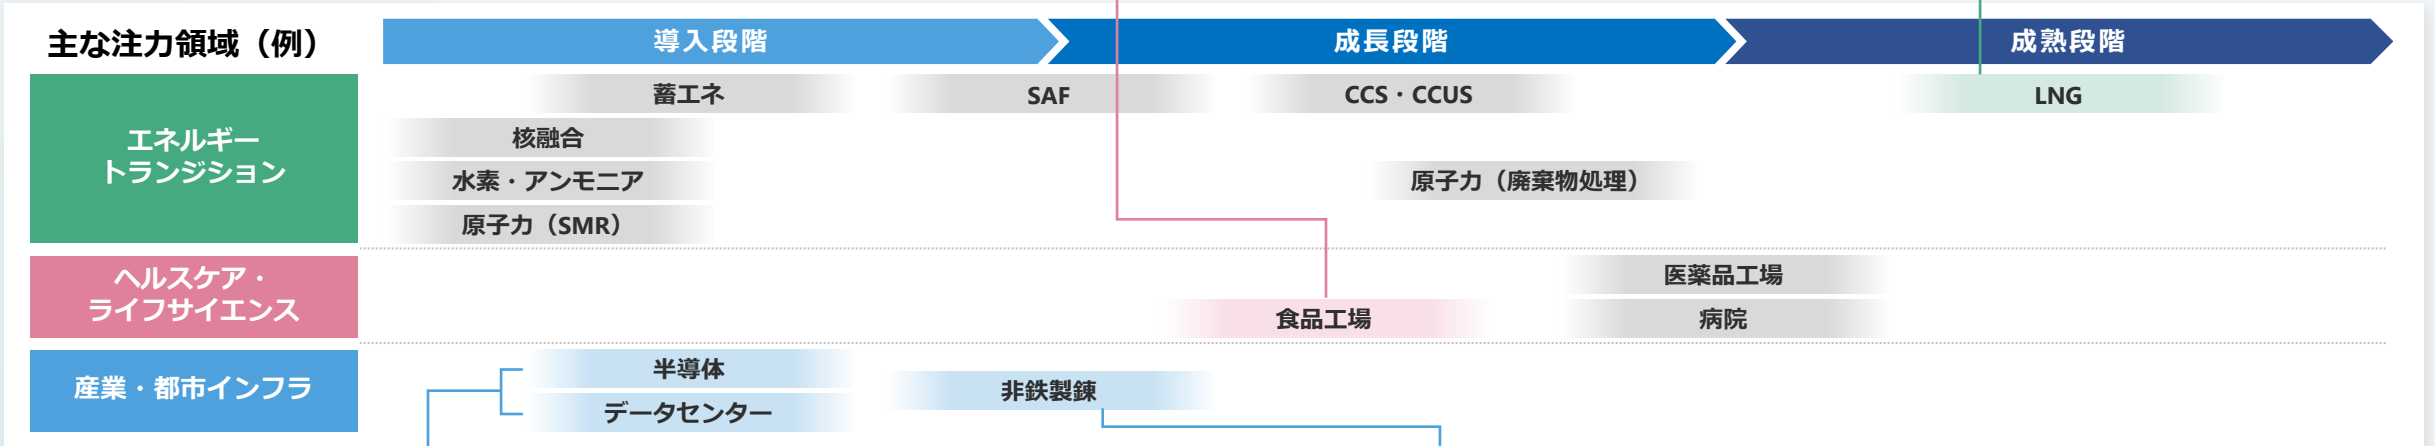 主な注力領域（例）
導入段階
成長段階
成熟段階
エネルギー
トランジション
蓄エネ
SAF
CCS・CCUS
LNG
核融合
水素・アンモニア
原子力（廃棄物処理）
原子力（SMR）
ヘルスケア・
ライフサイエンス
医薬品工場
食品工場
病院
産業・都市インフラ
半導体
データセンター
非鉄製錬